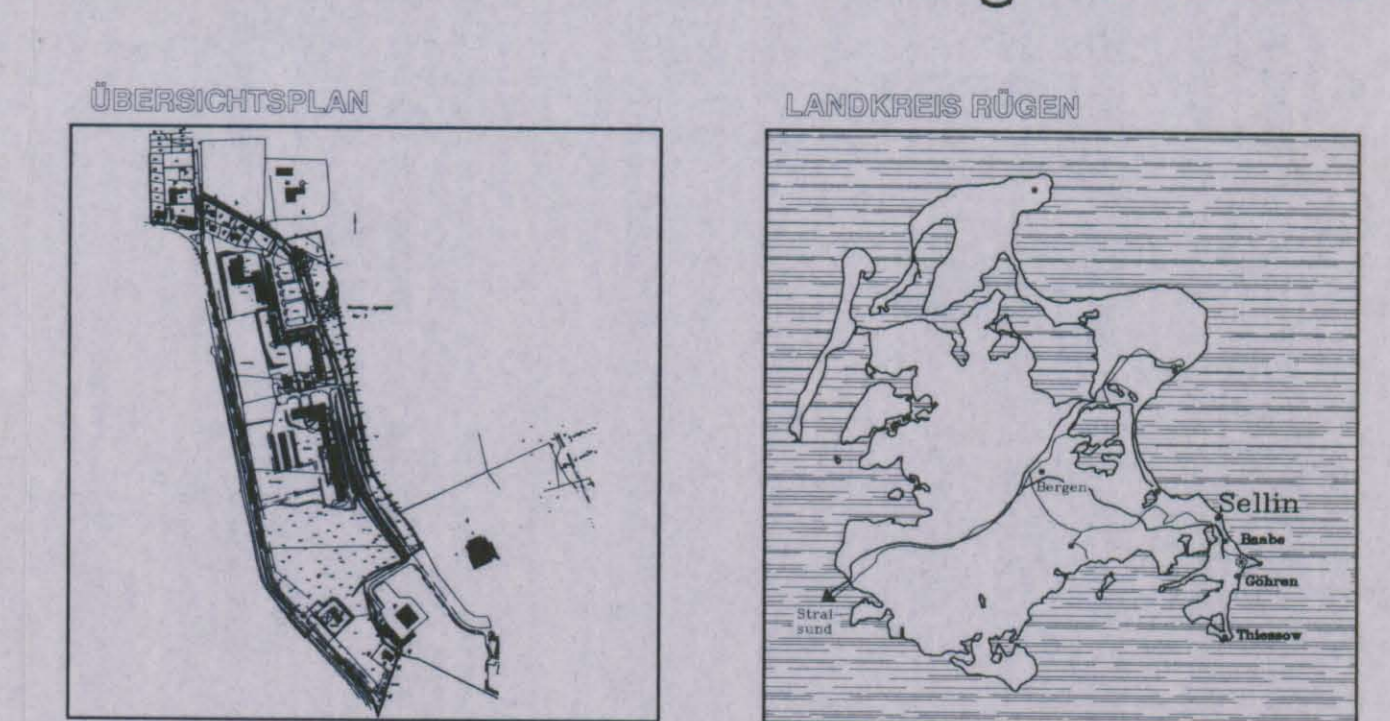 ÜBERSICHTSPLAN
LANDKREIS RÜGEN
Bergen
Sellin
Baabe
Göhren
Stral
sund
Thiessow